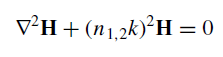 ∇²H + (n₁,₂k)²H = 0